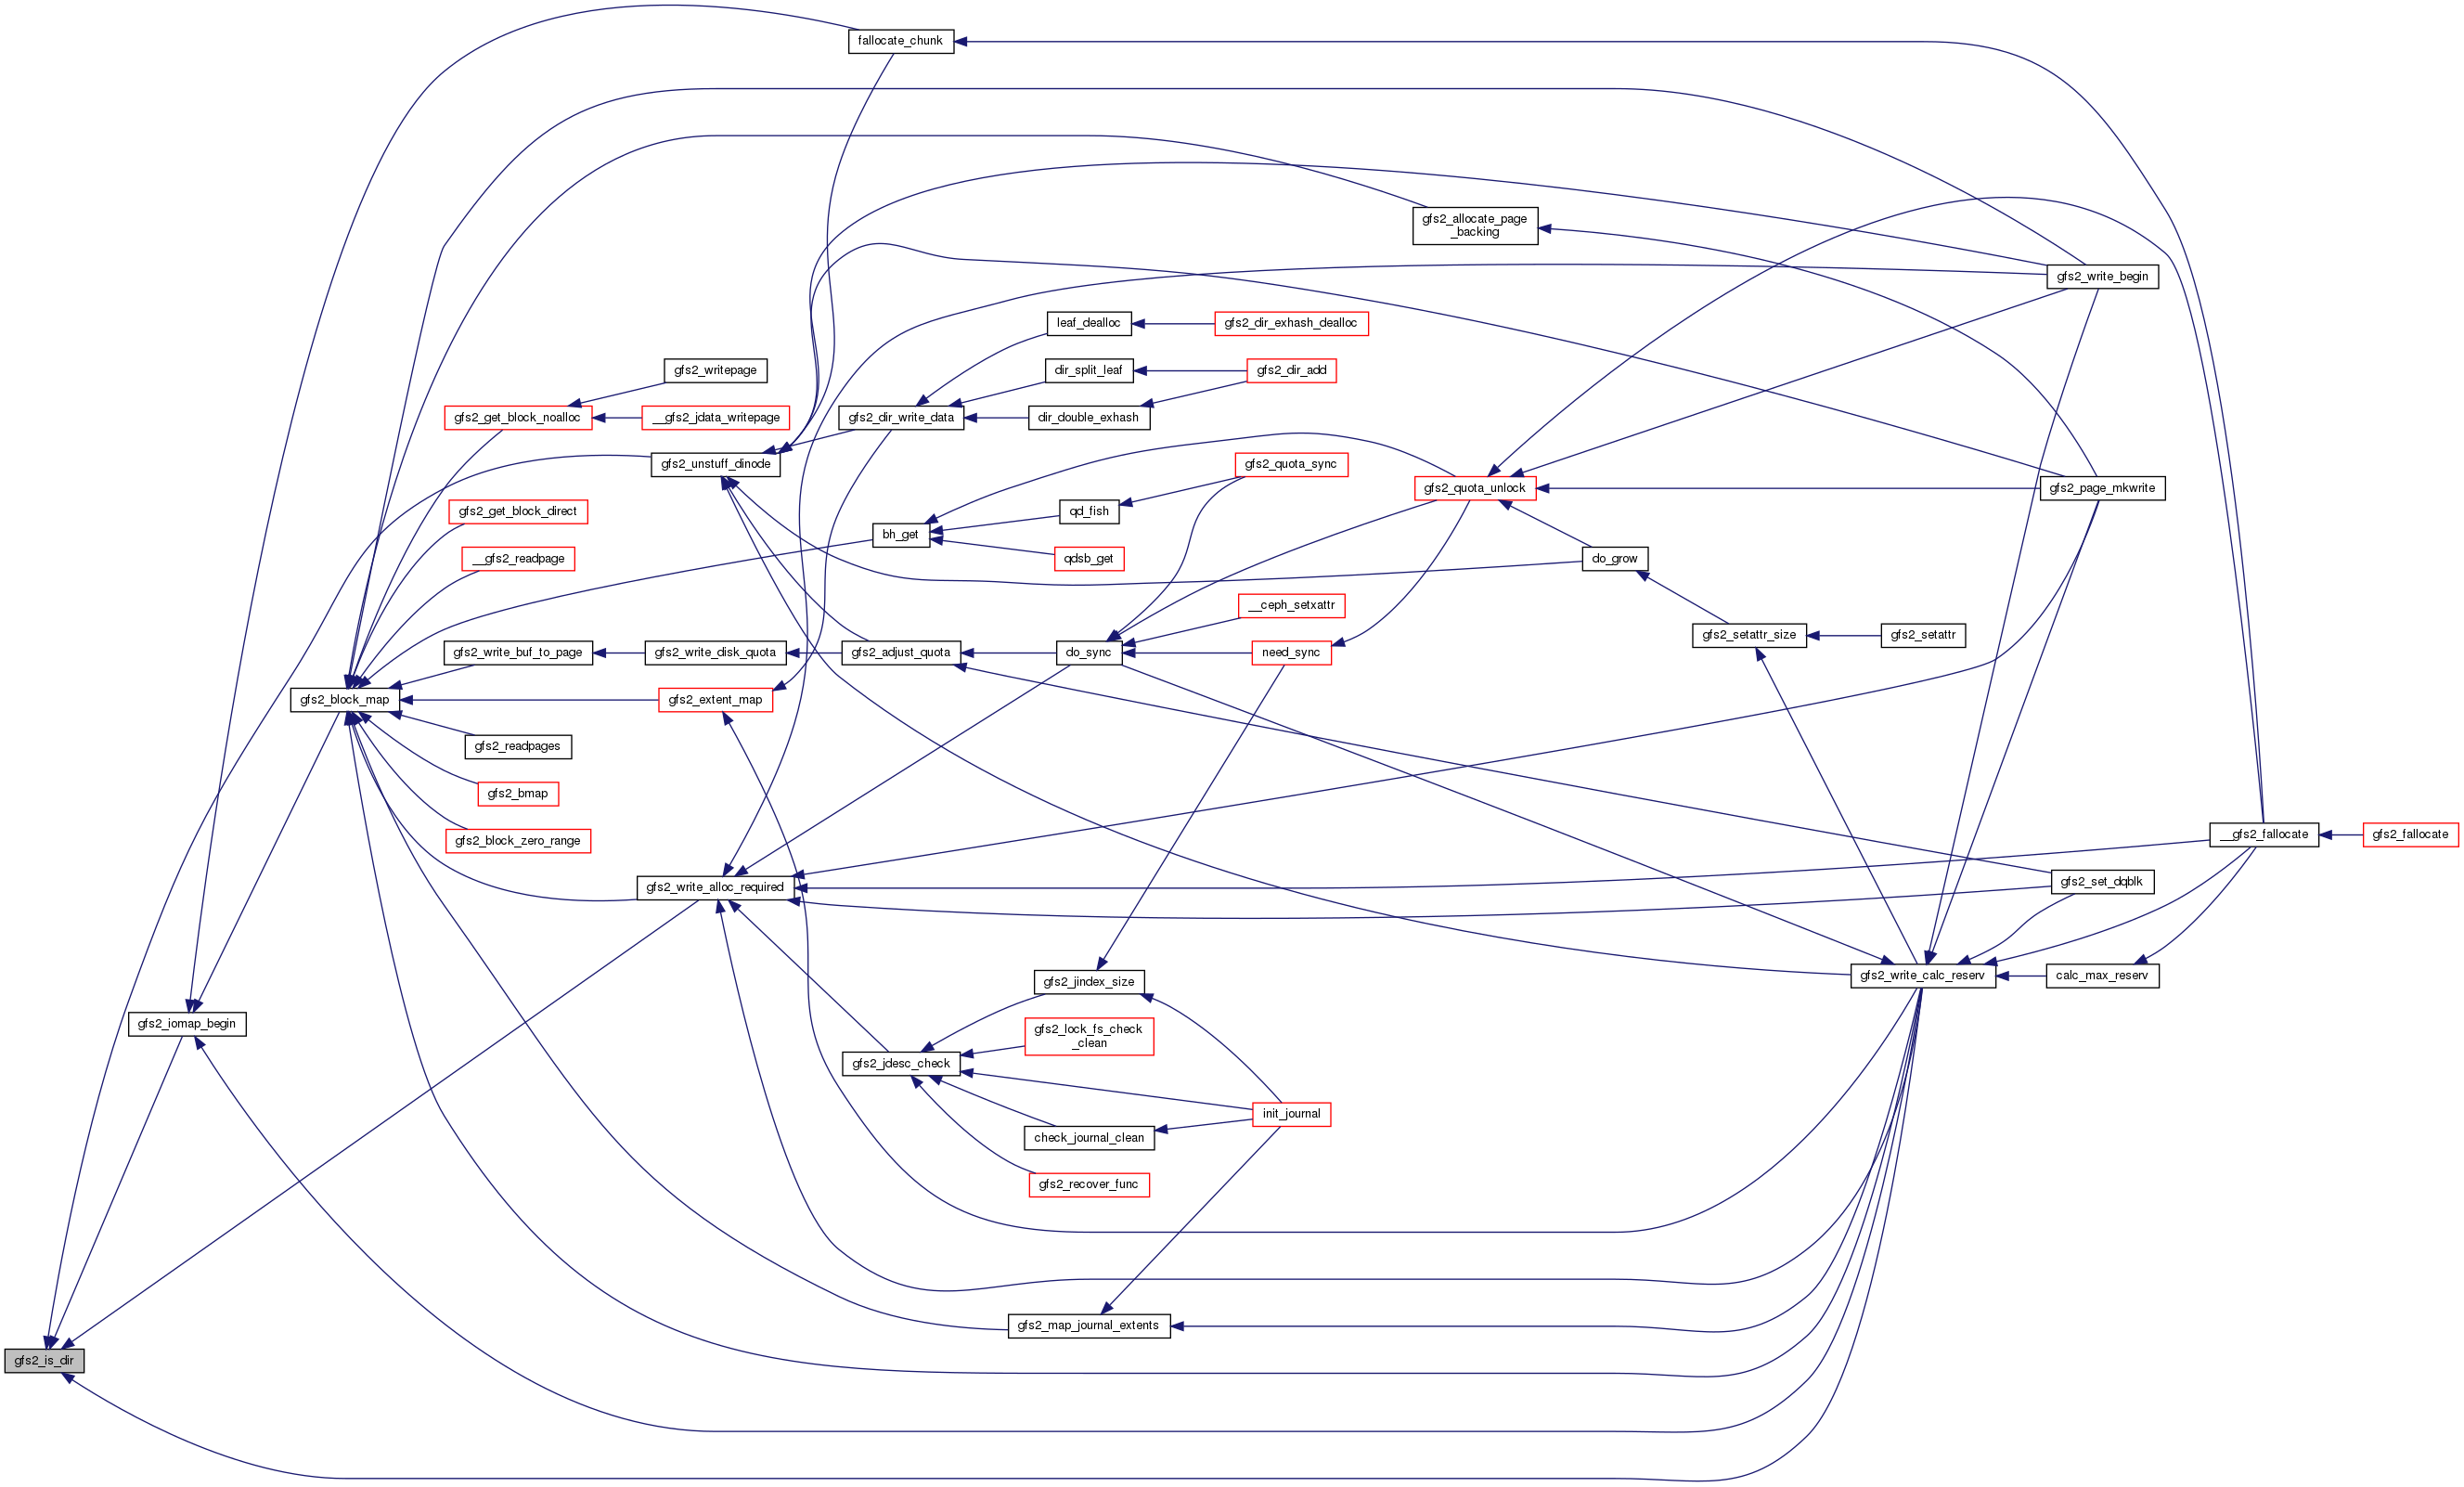 fallocate_chunk
gfs2_allocate_page
_backing
gfs2_write_begin
leaf_dealloc
gfs2_dir_exhash_dealloc
gfs2_writepage
dir_split_leaf
gfs2_dir_add
gfs2_get_block_noalloc
__gfs2_jdata_writepage
gfs2_dir_write_data
dir_double_exhash
gfs2_unstuff_dinode
gfs2_quota_sync
gfs2_quota_unlock
gfs2_page_mkwrite
gfs2_get_block_direct
qd_fish
bh_get
__gfs2_readpage
qdsb_get
do_grow
__ceph_setxattr
gfs2_setattr_size
gfs2_setattr
gfs2_write_buf_to_page
gfs2_write_disk_quota
gfs2_adjust_quota
do_sync
need_sync
gfs2_block_map
gfs2_extent_map
gfs2_readpages
gfs2_bmap
gfs2_block_zero_range
__gfs2_fallocate
gfs2_fallocate
gfs2_write_alloc_required
gfs2_set_dqblk
gfs2_jindex_size
gfs2_write_calc_reserv
calc_max_reserv
gfs2_iomap_begin
gfs2_lock_fs_check
_clean
gfs2_jdesc_check
init_journal
check_journal_clean
gfs2_recover_func
gfs2_map_journal_extents
gfs2_is_dir